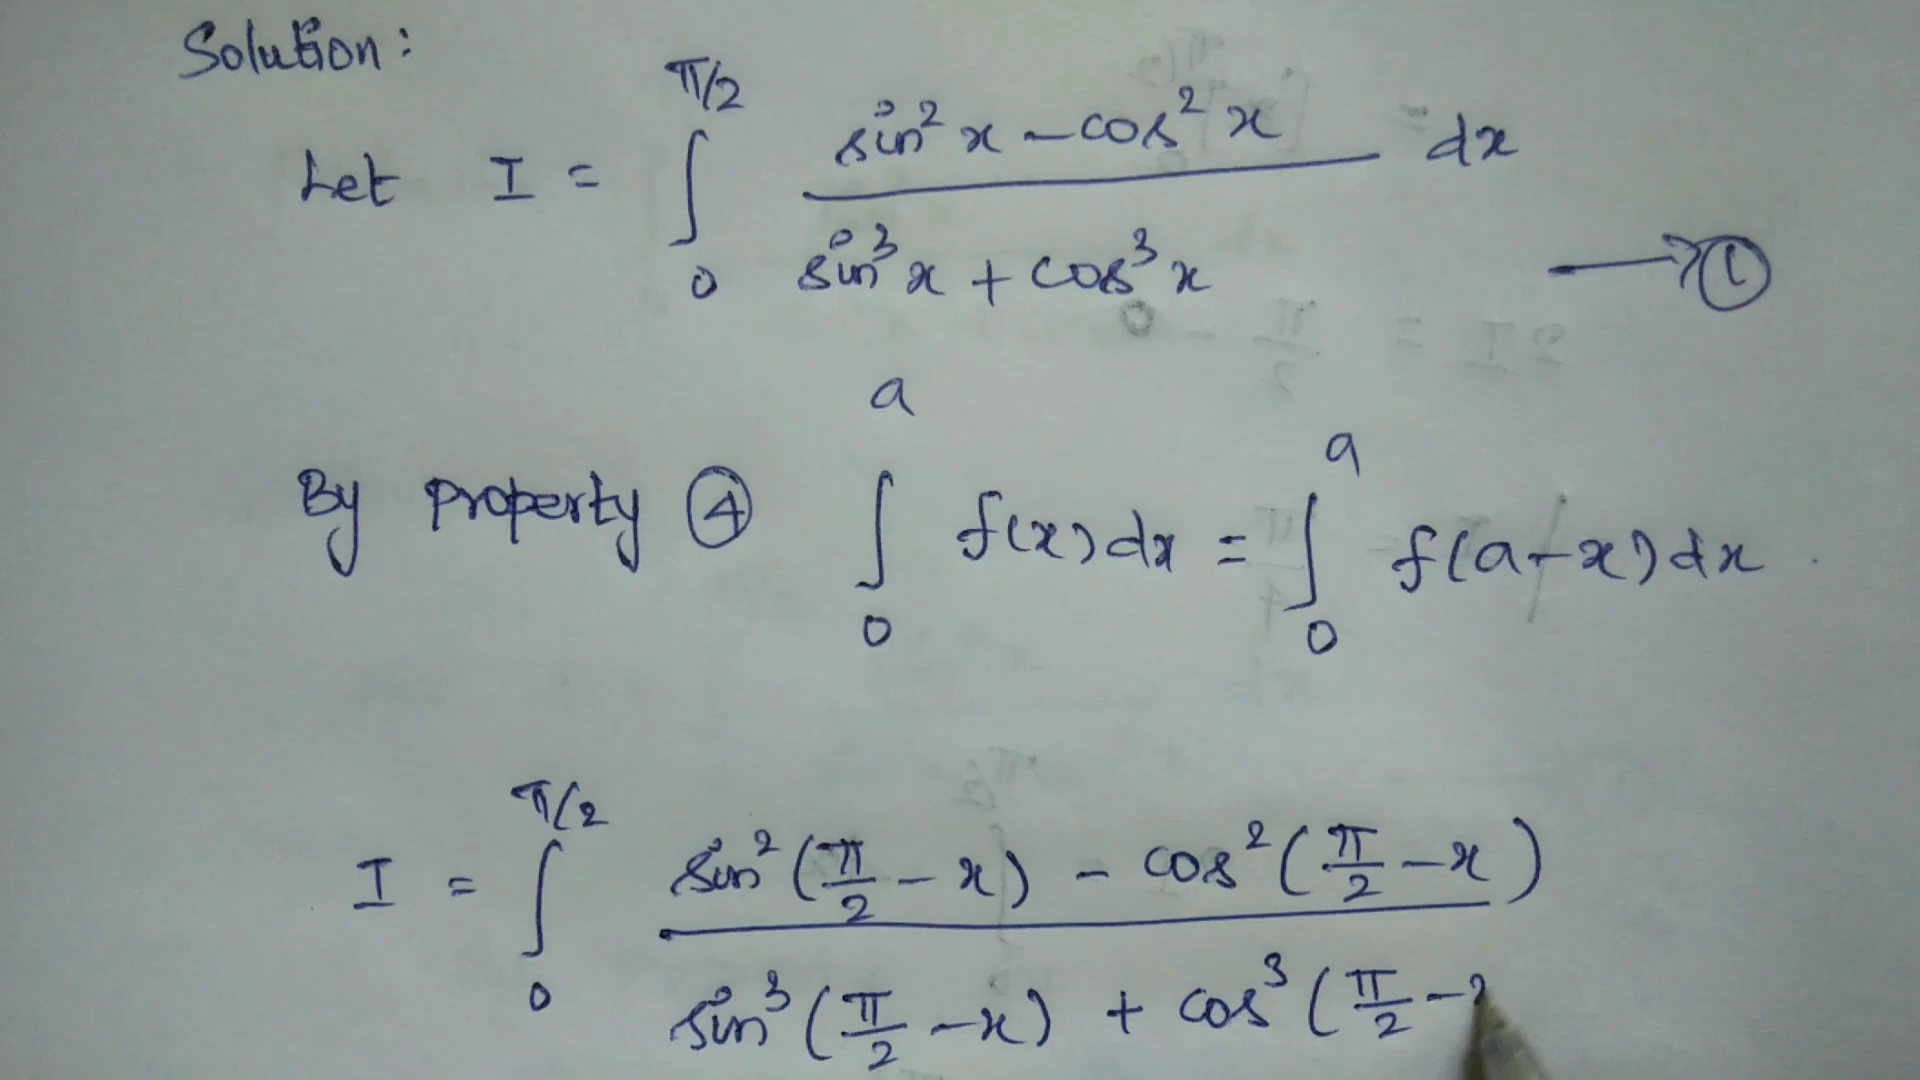 Solution:
Let I = ∫₀^{π/2} (sin²x - cos²x) / (sin³x + cos³x) dx → ①
By property ④ ∫₀^a f(x)dx = ∫₀^a f(a-x)dx.
I = ∫₀^{π/2} (sin²(π/2 - x) - cos²(π/2 - x)) / (sin³(π/2 - x) + cos³(π/2 -